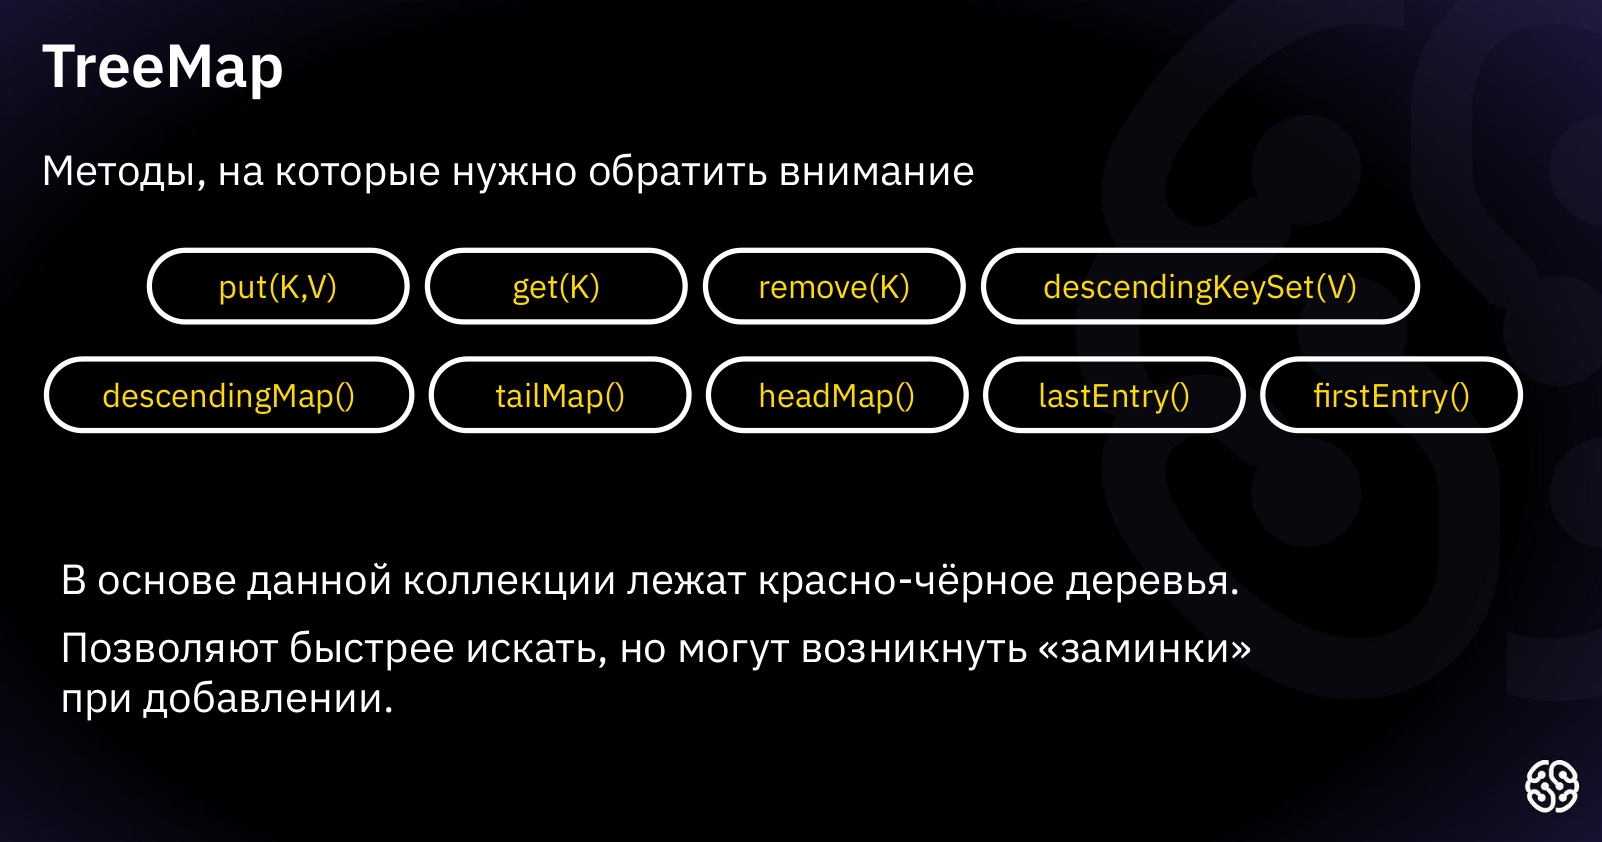 TreeMap
Методы, на которые нужно обратить внимание
put(K,V) get(K) remove(K) descendingKeySet(V)
descendingMap() tailMap() headMap() lastEntry() firstEntry()
В основе данной коллекции лежат красно-чёрное деревья.
Позволяют быстрее искать, но могут возникнуть «заминки»
при добавлении.